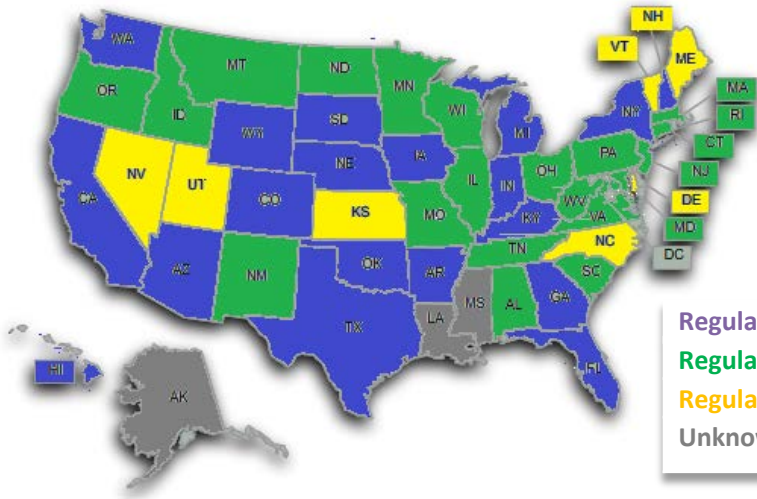 WA
MT
ND
MN
OR
ID
WY
SD
WI
MI
NY
VT
NH
ME
MA
RI
CT
NJ
DE
MD
DC
NV
UT
CO
NE
IA
IL
IN
OH
PA
WV
VA
KY
CA
KS
MO
TN
NC
SC
AZ
NM
OK
AR
MS
AL
GA
TX
LA
FL
HI
AK
Regula
Regula
Regula
Unknow